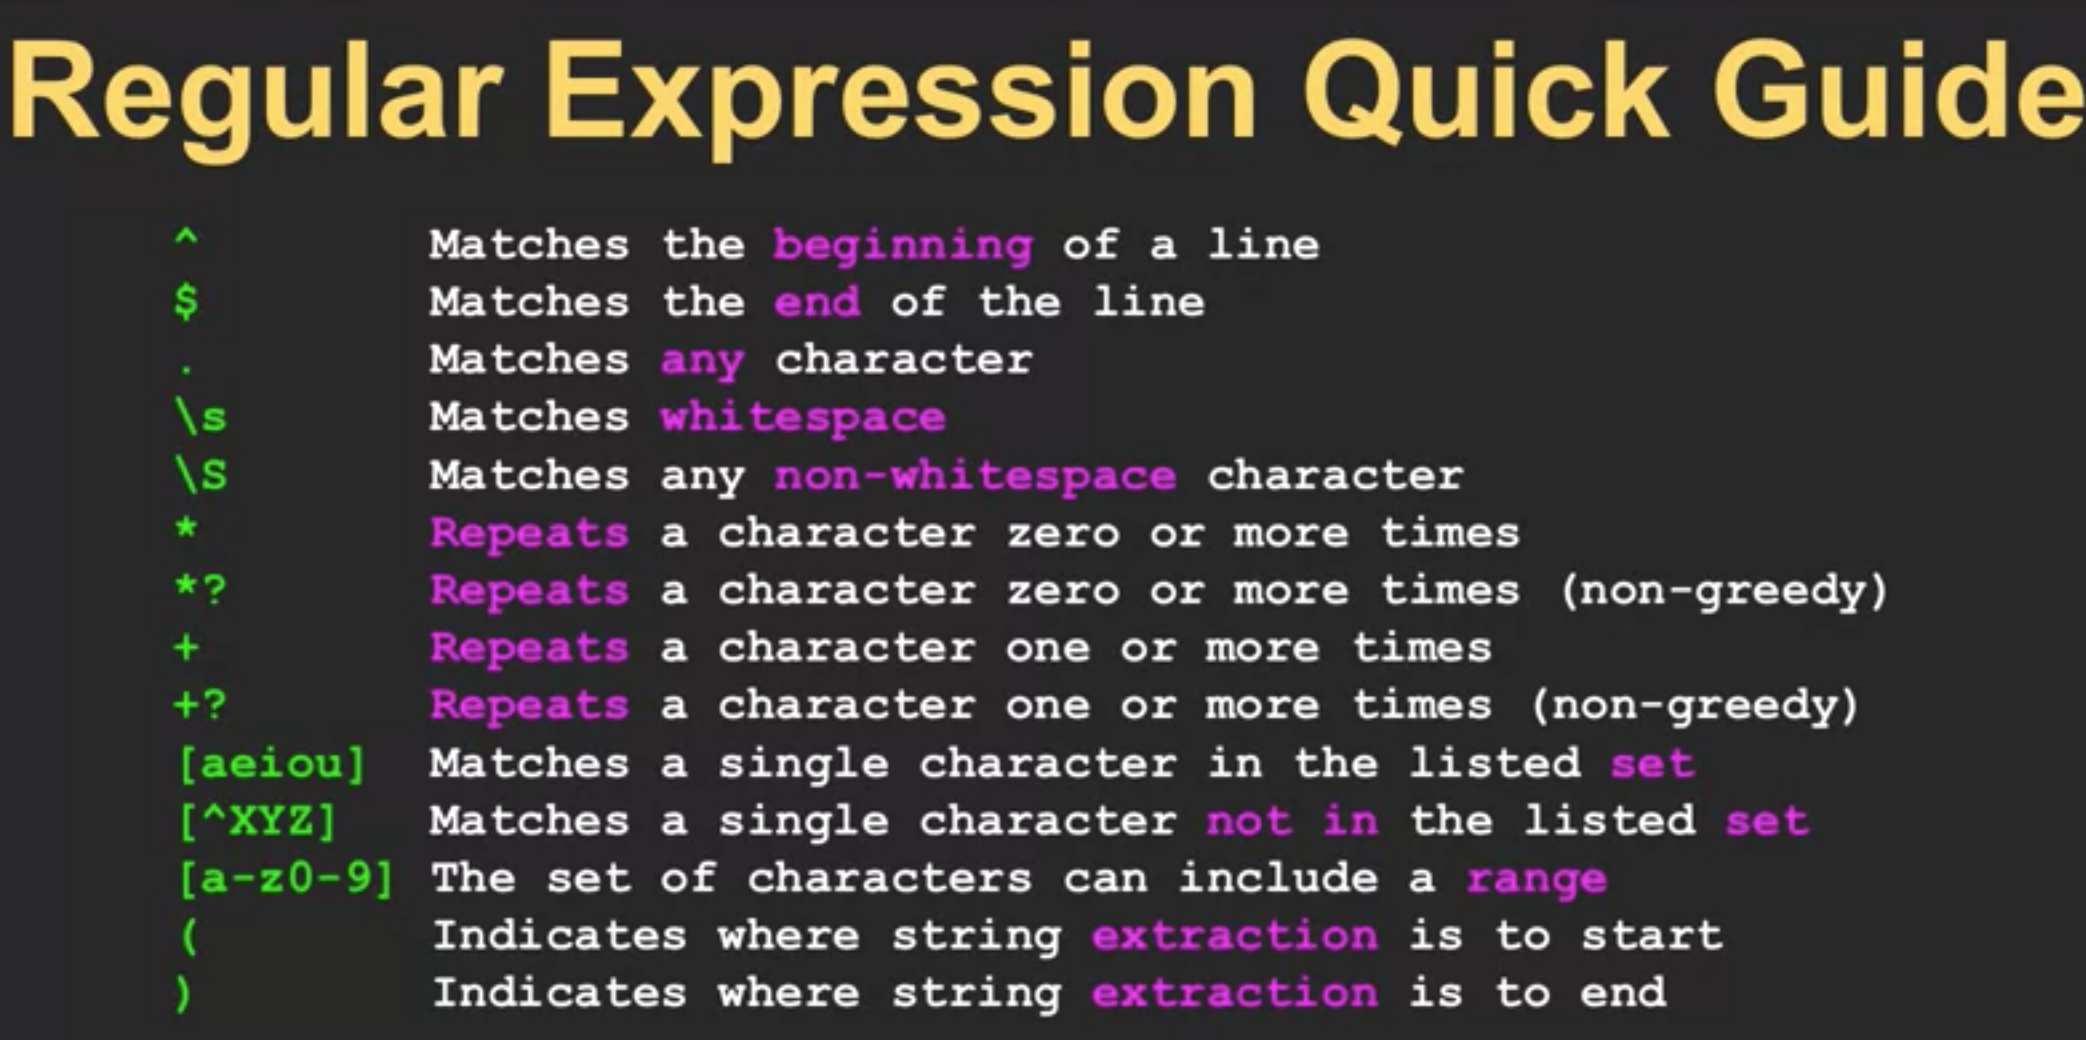 Regular Expression Quick Guide
^ Matches the beginning of a line
$ Matches the end of the line
. Matches any character
\s Matches whitespace
\S Matches any non-whitespace character
* Repeats a character zero or more times
*? Repeats a character zero or more times (non-greedy)
+ Repeats a character one or more times
+? Repeats a character one or more times (non-greedy)
[aeiou] Matches a single character in the listed set
[^XYZ] Matches a single character not in the listed set
[a-z0-9] The set of characters can include a range
( Indicates where string extraction is to start
) Indicates where string extraction is to end